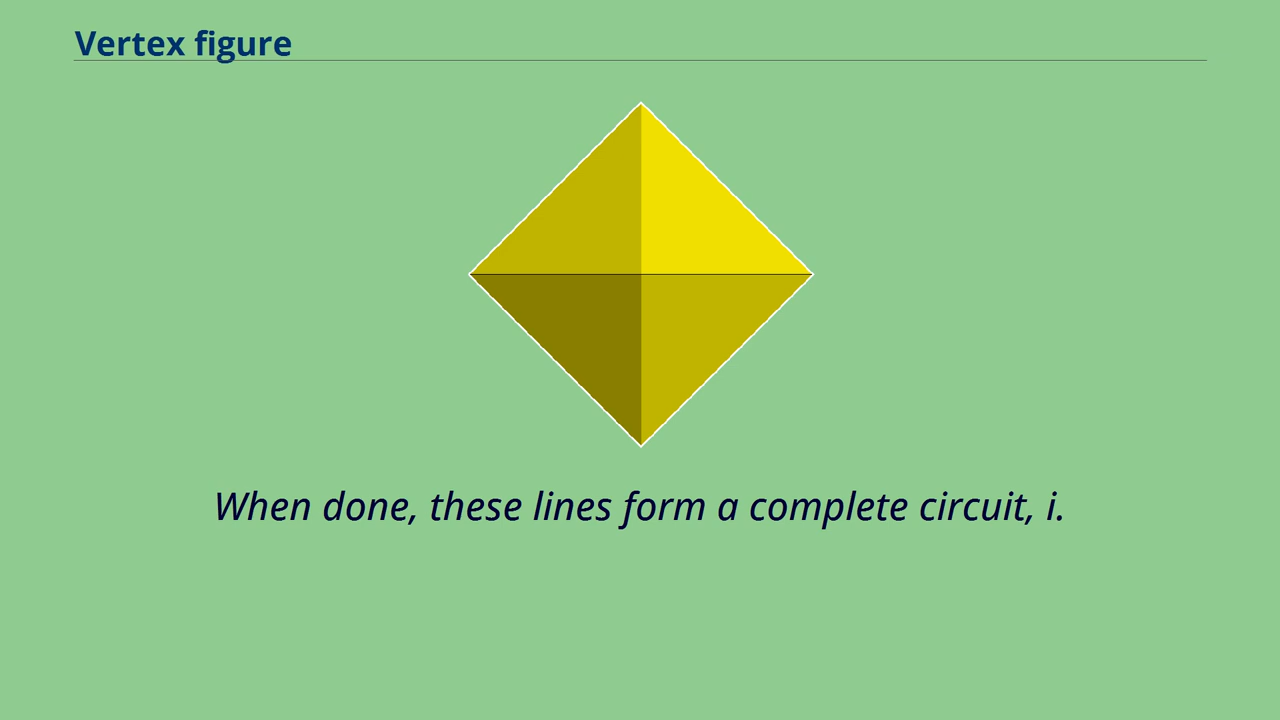 Vertex figure
When done, these lines form a complete circuit, i.